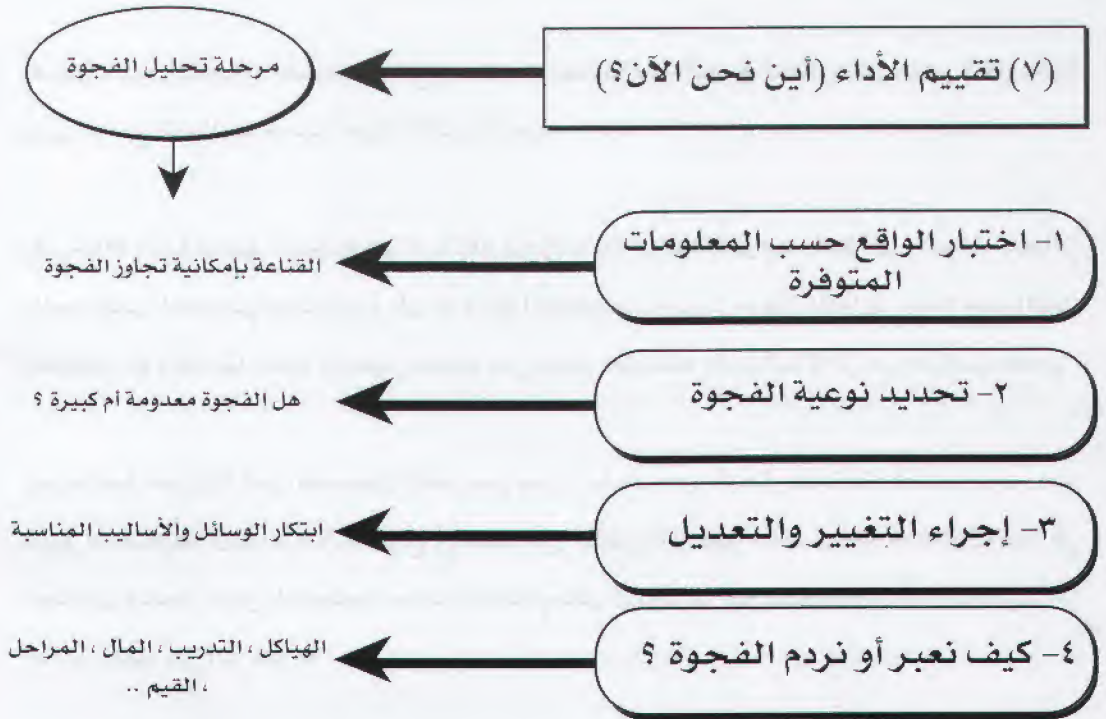 (٧) تقييم الأداء (أين نحن الآن؟)
مرحلة تحليل الفجوة
١- اختبار الواقع حسب المعلومات
المتوفرة
القناعة بإمكانية تجاوز الفجوة
٢- تحديد نوعية الفجوة
هل الفجوة معدومة أم كبيرة ؟
٣- إجراء التغيير والتعديل
ابتكار الوسائل والأساليب المناسبة
٤- كيف نعبر أو نردم الفجوة ؟
الهياكل ، التدريب ، المال ، المراحل
، القيم ..